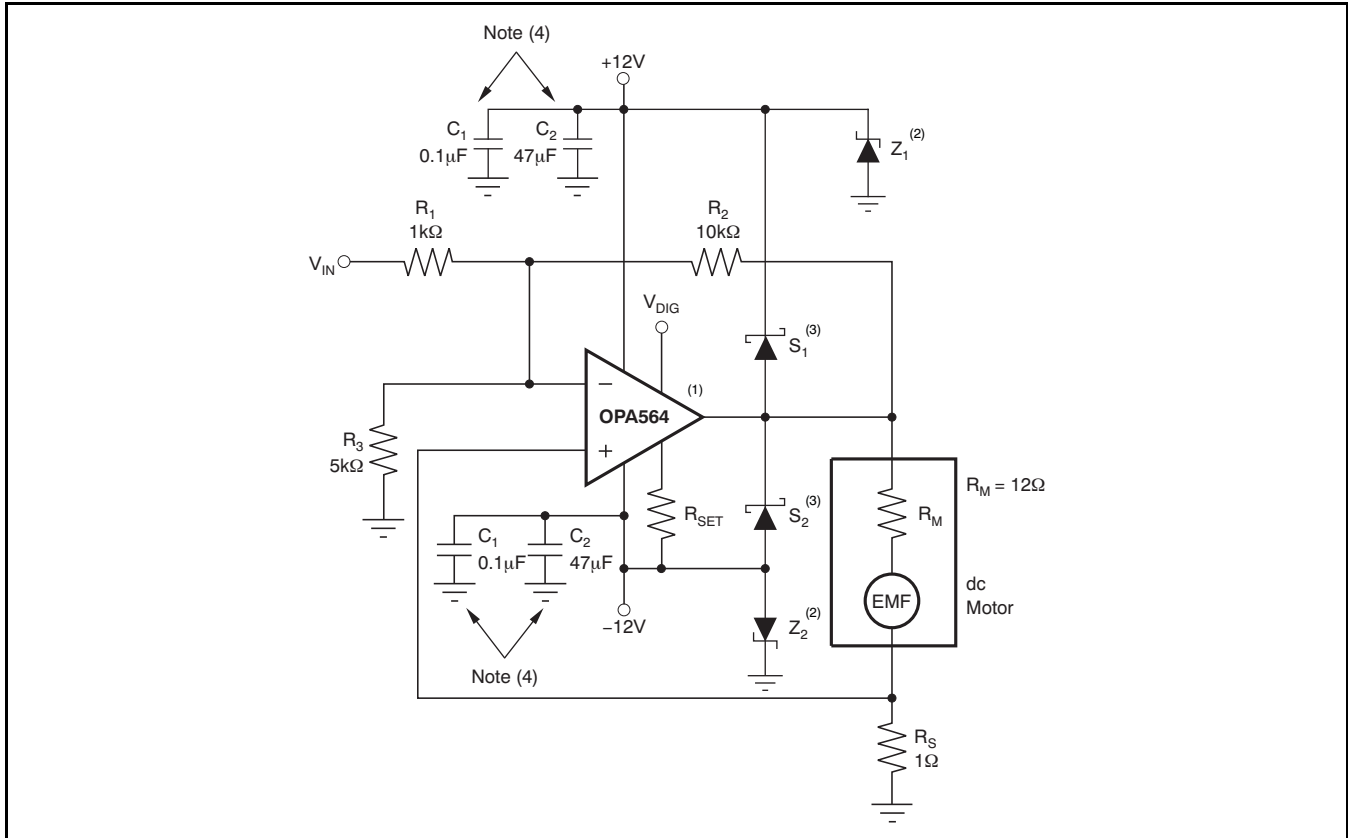 Note (4)
+12V
C1
0.1µF
C2
47µF
Z1(2)
R1
1kΩ
R2
10kΩ
VIN
VDIG
S1(3)
(1)
−
OPA564
+
R3
5kΩ
RSET
S2(3)
RM = 12Ω
RM
C1
0.1µF
C2
47µF
EMF
dc
Motor
−12V
Z2(2)
Note (4)
RS
1Ω